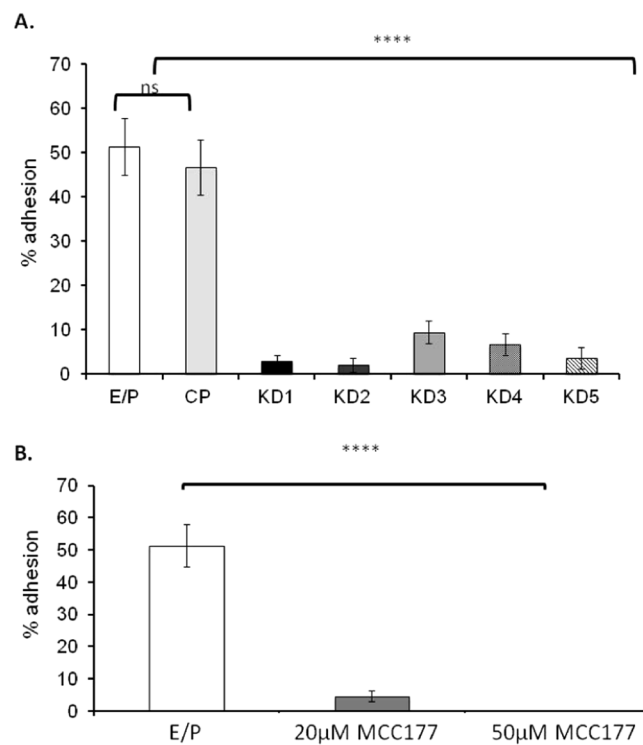 A.
****
ns
% adhesion
70
60
50
40
30
20
10
0
E/P CP KD1 KD2 KD3 KD4 KD5
B.
****
% adhesion
70
60
50
40
30
20
10
0
E/P 20µM MCC177 50µM MCC177